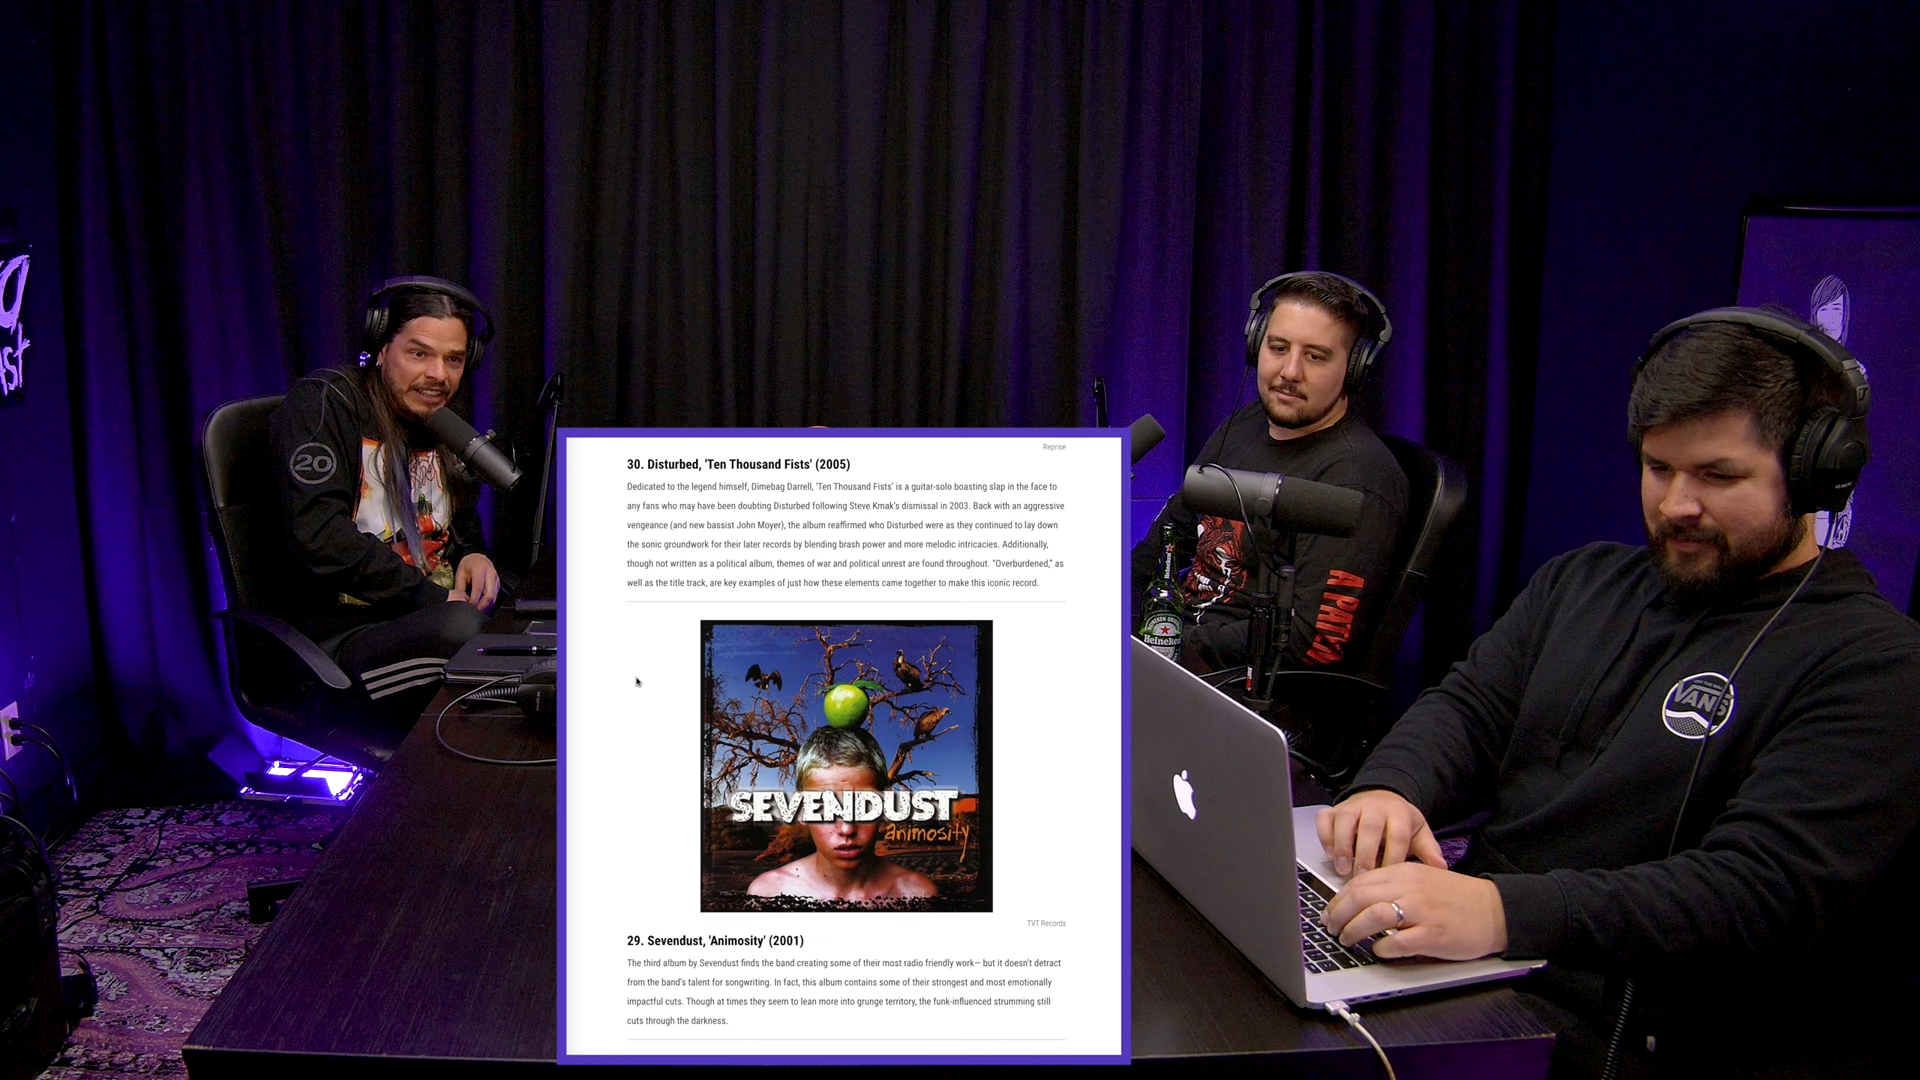 Reprise
30. Disturbed, 'Ten Thousand Fists' (2005)
Dedicated to the legend himself, Dimebag Darrell, 'Ten Thousand Fists' is a guitar-solo boasting slap in the face to
any fans who may have been doubting Disturbed following Steve Kmak's dismissal in 2003. Back with an aggressive
vengeance (and new bassist John Moyer), the album reaffirmed who Disturbed were as they continued to lay down
the sonic groundwork for their later records by blending brash power and more melodic intricacies. Additionally,
though not written as a political album, themes of war and political unrest are found throughout. "Overburdened," as
well as the title track, are key examples of just how these elements came together to make this iconic record.
SEVENDUST
animosity
TVT Records
29. Sevendust, 'Animosity' (2001)
The third album by Sevendust finds the band creating some of their most radio friendly work— but it doesn't detract
from the band's talent for songwriting. In fact, this album contains some of their strongest and most emotionally
impactful cuts. Though at times they seem to lean more into grunge territory, the funk-influenced strumming still
cuts through the darkness.
20
Heineken
VANS